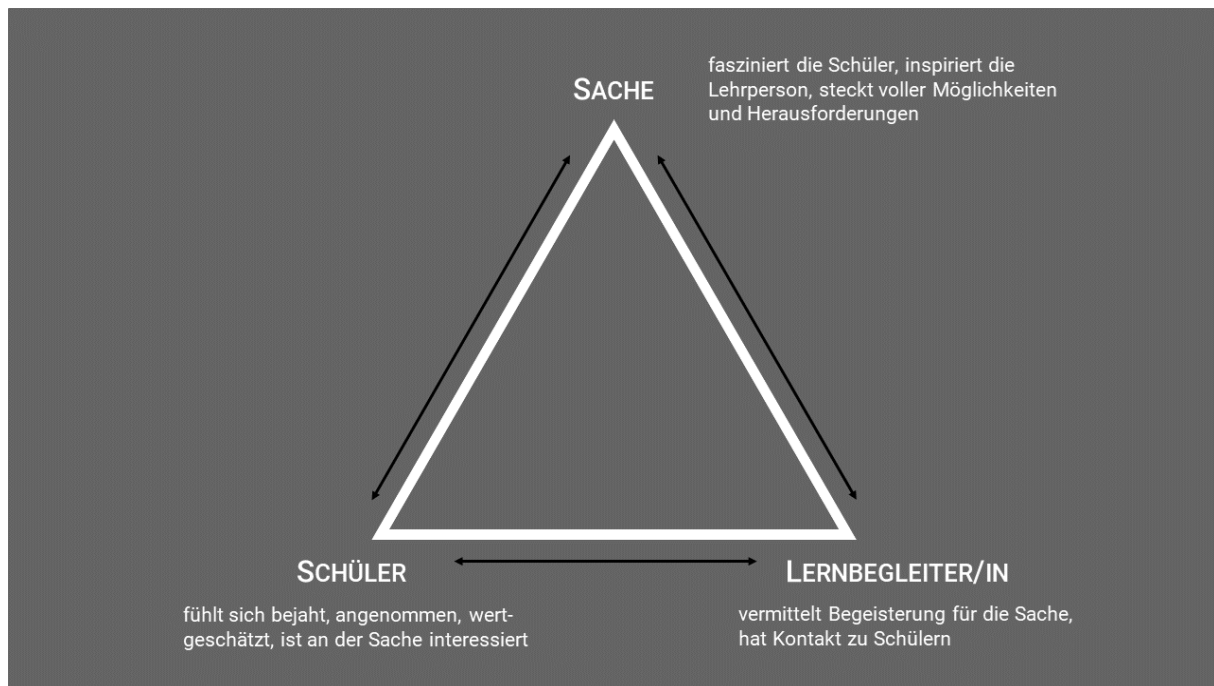 SACHE
fasziniert die Schüler, inspiriert die
Lehrperson, steckt voller Möglichkeiten
und Herausforderungen
SCHÜLER
fühlt sich bejaht, angenommen, wert-
geschätzt, ist an der Sache interessiert
LERNBEGLEITER/IN
vermittelt Begeisterung für die Sache,
hat Kontakt zu Schülern